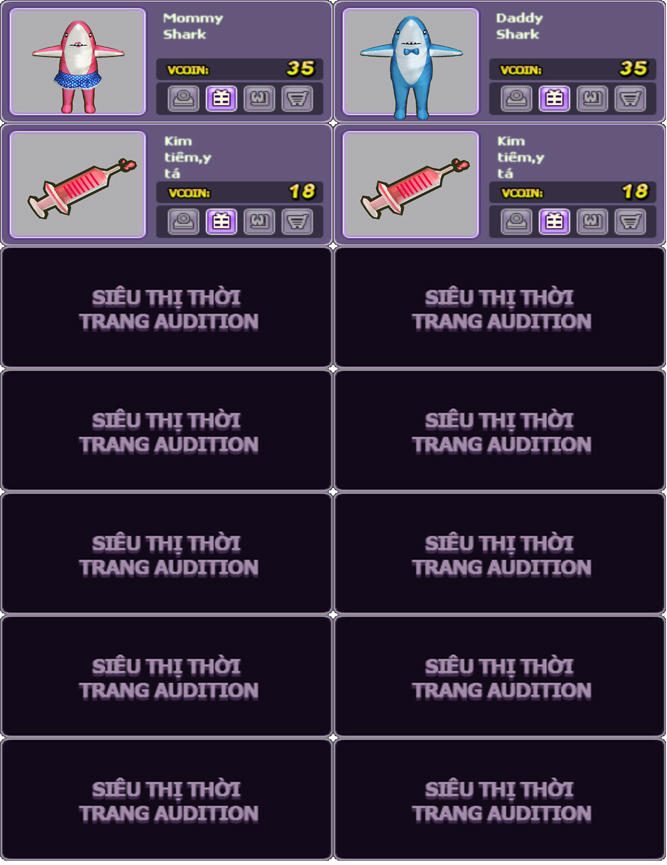 Mommy
Shark
VCOIN: 35
Daddy
Shark
VCOIN: 35
Kim
tiêm,y
tá
VCOIN: 18
Kim
tiêm,y
tá
VCOIN: 18
SIÊU THỊ THỜI
TRANG AUDITION
SIÊU THỊ THỜI
TRANG AUDITION
SIÊU THỊ THỜI
TRANG AUDITION
SIÊU THỊ THỜI
TRANG AUDITION
SIÊU THỊ THỜI
TRANG AUDITION
SIÊU THỊ THỜI
TRANG AUDITION
SIÊU THỊ THỜI
TRANG AUDITION
SIÊU THỊ THỜI
TRANG AUDITION
SIÊU THỊ THỜI
TRANG AUDITION
SIÊU THỊ THỜI
TRANG AUDITION